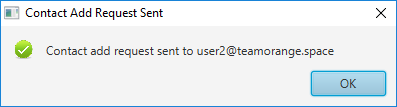 Contact Add Request Sent
Contact add request sent to user2@teamorange.space
OK